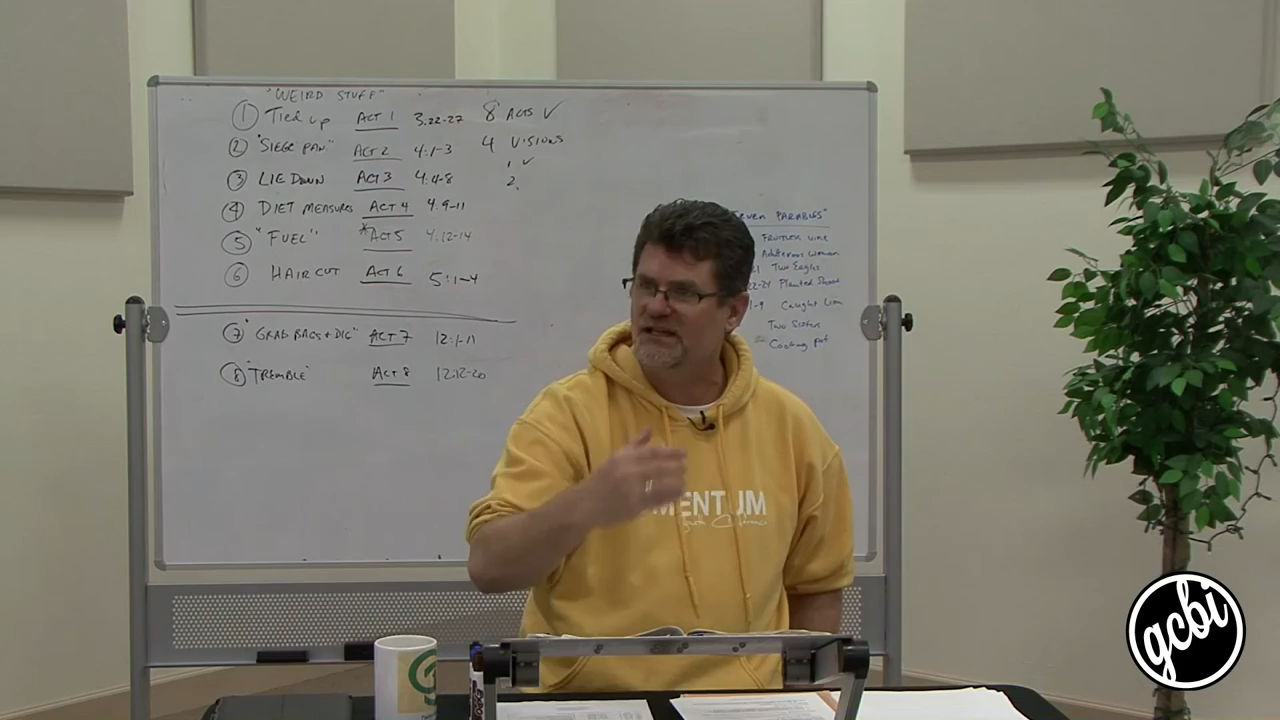 "WEIRD STUFF"
① Tied up ACT 1 3:22-27
② "SIEGE PAN" ACT 2 4:1-3
③ LIE DOWN ACT 3 4:4-8
④ DIET MEASURES ACT 4 4:9-11
⑤ "FUEL" *ACT 5 4:12-14
⑥ HAIR CUT ACT 6 5:1-4
⑦ "GRAB BAGS + DIG" ACT 7 12:1-11
⑧ "TREMBLE" ACT 8 12:12-20
8 ACTS √
4 VISIONS
1 √
2.
PARABLES"
FRUITLESS VINE
Adulterous Woman
Two Eagles
22-24 Planted Shoot
1-9 Caught Lion
Two Sisters
Cooking Pot
MENTUM
gcbi